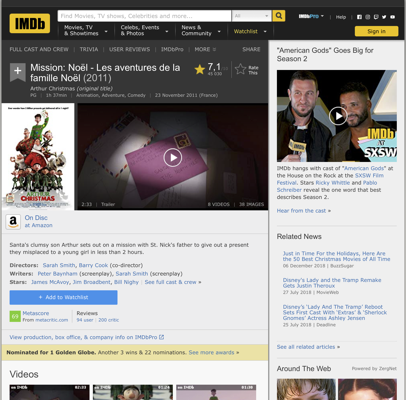 IMDb
Find Movies, TV shows, Celebrities and more...
All
IMDbPro
Help
Movies, TV & Showtimes
Celebs, Events & Photos
News & Community
Watchlist
Sign in
FULL CAST AND CREW | TRIVIA | USER REVIEWS | IMDbPro | MORE
SHARE
Mission: Noël - Les aventures de la famille Noël (2011)
Arthur Christmas (original title)
PG | 1h 37min | Animation, Adventure, Comedy | 23 November 2011 (France)
7,1
Rate This
CHRISTMAS
2:32 | Trailer
9 VIDEOS | 38 IMAGES
On Disc
at Amazon
Santa's clumsy son Arthur sets out on a mission with St. Nick's father to give out a present they misplaced to a young girl in less than 2 hours.
Directors: Sarah Smith, Barry Cook (co-director)
Writers: Peter Baynham (screenplay), Sarah Smith (screenplay)
Stars: James McAvoy, Jim Broadbent, Bill Nighy | See full cast & crew »
+ Add to Watchlist
Metascore
From metacritic.com
Reviews
94 user | 200 critic
View production, box office, & company info on IMDbPro
Nominated for 1 Golden Globe. Another 3 wins & 22 nominations. See more awards »
Videos
"American Gods" Goes Big for Season 2
IMDb
at
SXSW
IMDb hangs with cast of "American Gods" at the House on the Rock at the SXSW Film Festival. Stars Ricky Whittle and Pablo Schreiber reveal the one word that best describes Season 2.
Hear from the cast »
Related News
Just in Time For the Holidays, Here Are the 50 Best Christmas Movies of All Time
06 December 2018 | BuzzSugar
Disney's Lady and the Tramp Remake Gets Justin Theroux
27 July 2018 | MovieWeb
Disney's 'Lady And The Tramp' Reboot Sets First Cast With 'Extras' & 'Sherlock Gnomes' Actress Ashley Jensen
25 July 2018 | Deadline
See all related articles »
Around The Web
Powered by ZergNet